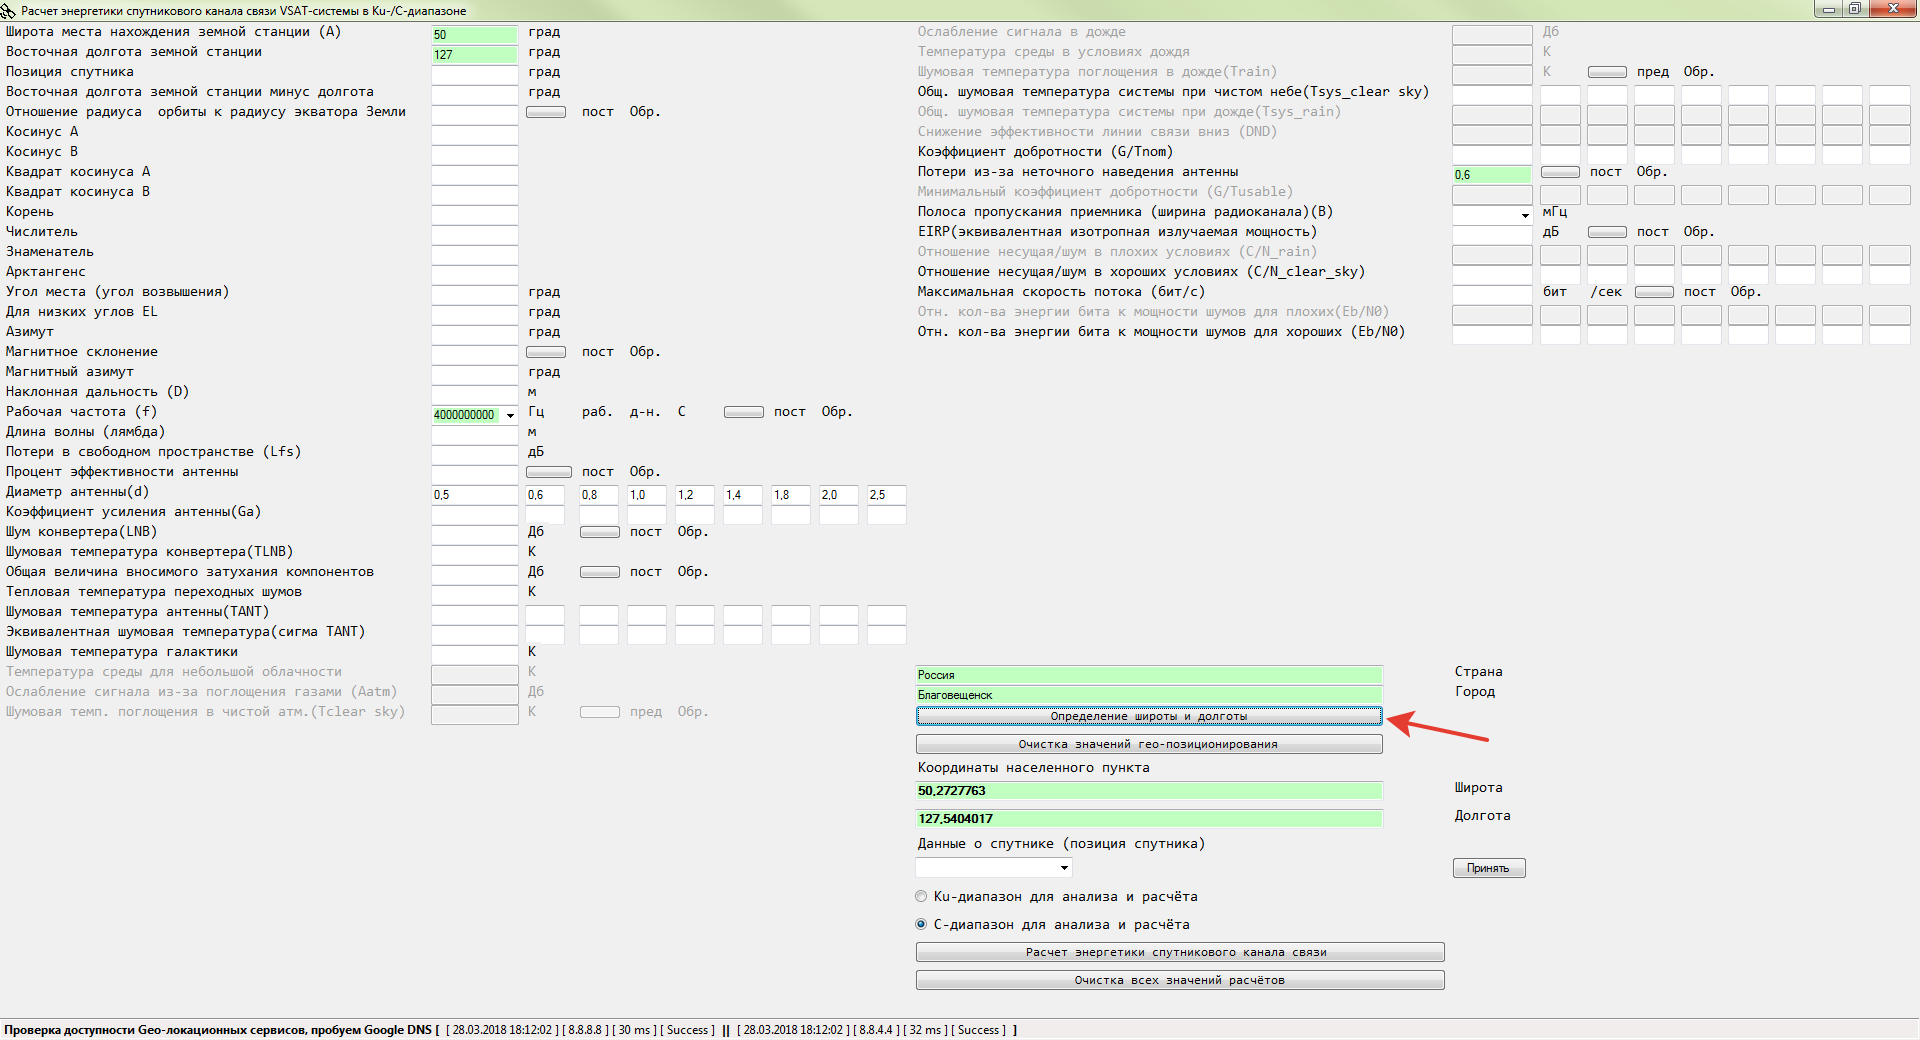 Расчет энергетики спутникового канала связи VSAT-системы в Ku-/C-диапазоне
Широта места нахождения земной станции (А) 50 град
Восточная долгота земной станции 127 град
Позиция спутника град
Восточная долгота земной станции минус долгота град
Отношение радиуса орбиты к радиусу экватора Земли пост Обр.
Косинус А
Косинус В
Квадрат косинуса А
Квадрат косинуса В
Корень
Числитель
Знаменатель
Арктангенс
Угол места (угол возвышения) град
Для низких углов EL град
Азимут град
Магнитное склонение пост Обр.
Магнитный азимут град
Наклонная дальность (D) м
Рабочая частота (f) 4000000000 Гц раб. д-н. С пост Обр.
Длина волны (лямбда) м
Потери в свободном пространстве (Lfs) дБ
Процент эффективности антенны пост Обр.
Диаметр антенны(d) 0,5 0,6 0,8 1,0 1,2 1,4 1,8 2,0 2,5
Коэффициент усиления антенны(Ga)
Шум конвертера(LNB) Дб пост Обр.
Шумовая температура конвертера(TLNB) К
Общая величина вносимого затухания компонентов Дб пост Обр.
Тепловая температура переходных шумов К
Шумовая температура антенны(TANT)
Эквивалентная шумовая температура(сигма TANT)
Шумовая температура галактики К
Температура среды для небольшой облачности К
Ослабление сигнала из-за поглощения газами (Aatm) Дб
Шумовая темп. поглощения в чистой атм.(Tclear sky) К пред Обр.
Ослабление сигнала в дожде Дб
Температура среды в условиях дождя К
Шумовая температура поглощения в дожде(Train) К пред Обр.
Общ. шумовая температура системы при чистом небе(Tsys_clear sky)
Общ. шумовая температура системы при дожде(Tsys_rain)
Снижение эффективности линии связи вниз (DND)
Коэффициент добротности (G/Tnom)
Потери из-за неточного наведения антенны 0,6 пост Обр.
Минимальный коэффициент добротности (G/Tusable)
Полоса пропускания приемника (ширина радиоканала)(В) мГц
EIRP(эквивалентная изотропная излучаемая мощность) дБ пост Обр.
Отношение несущая/шум в плохих условиях (C/N_rain)
Отношение несущая/шум в хороших условиях (C/N_clear_sky)
Максимальная скорость потока (бит/с) бит /сек пост Обр.
Отн. кол-ва энергии бита к мощности шумов для плохих(Eb/N0)
Отн. кол-ва энергии бита к мощности шумов для хороших (Eb/N0)
Россия Страна
Благовещенск Город
Определение широты и долготы
Очистка значений гео-позиционирования
Координаты населенного пункта
50,2727763 Широта
127,5404017 Долгота
Данные о спутнике (позиция спутника)
Принять
Ku-диапазон для анализа и расчёта
C-диапазон для анализа и расчёта
Расчет энергетики спутникового канала связи
Очистка всех значений расчётов
Проверка доступности Geo-локационных сервисов, пробуем Google DNS [ [ 28.03.2018 18:12:02 ] [ 8.8.8.8 ] [ 30 ms ] [ Success ] || [ 28.03.2018 18:12:02 ] [ 8.8.4.4 ] [ 32 ms ] [ Success ] ]